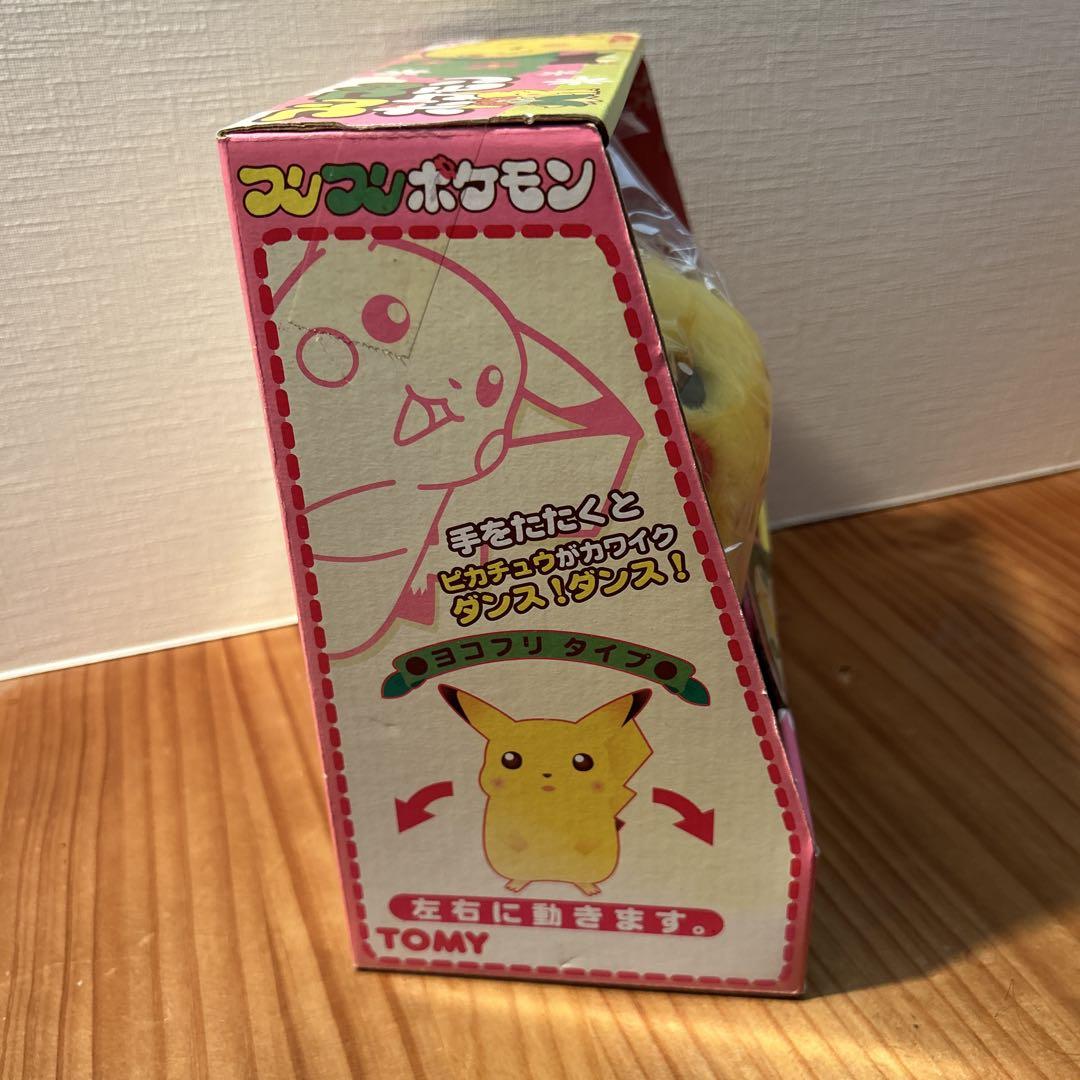 フリフリポケモン
手をたたくと
ピカチュウがカワイク
ダンス!ダンス!
ヨコフリ タイプ
左右に動きます。
TOMY